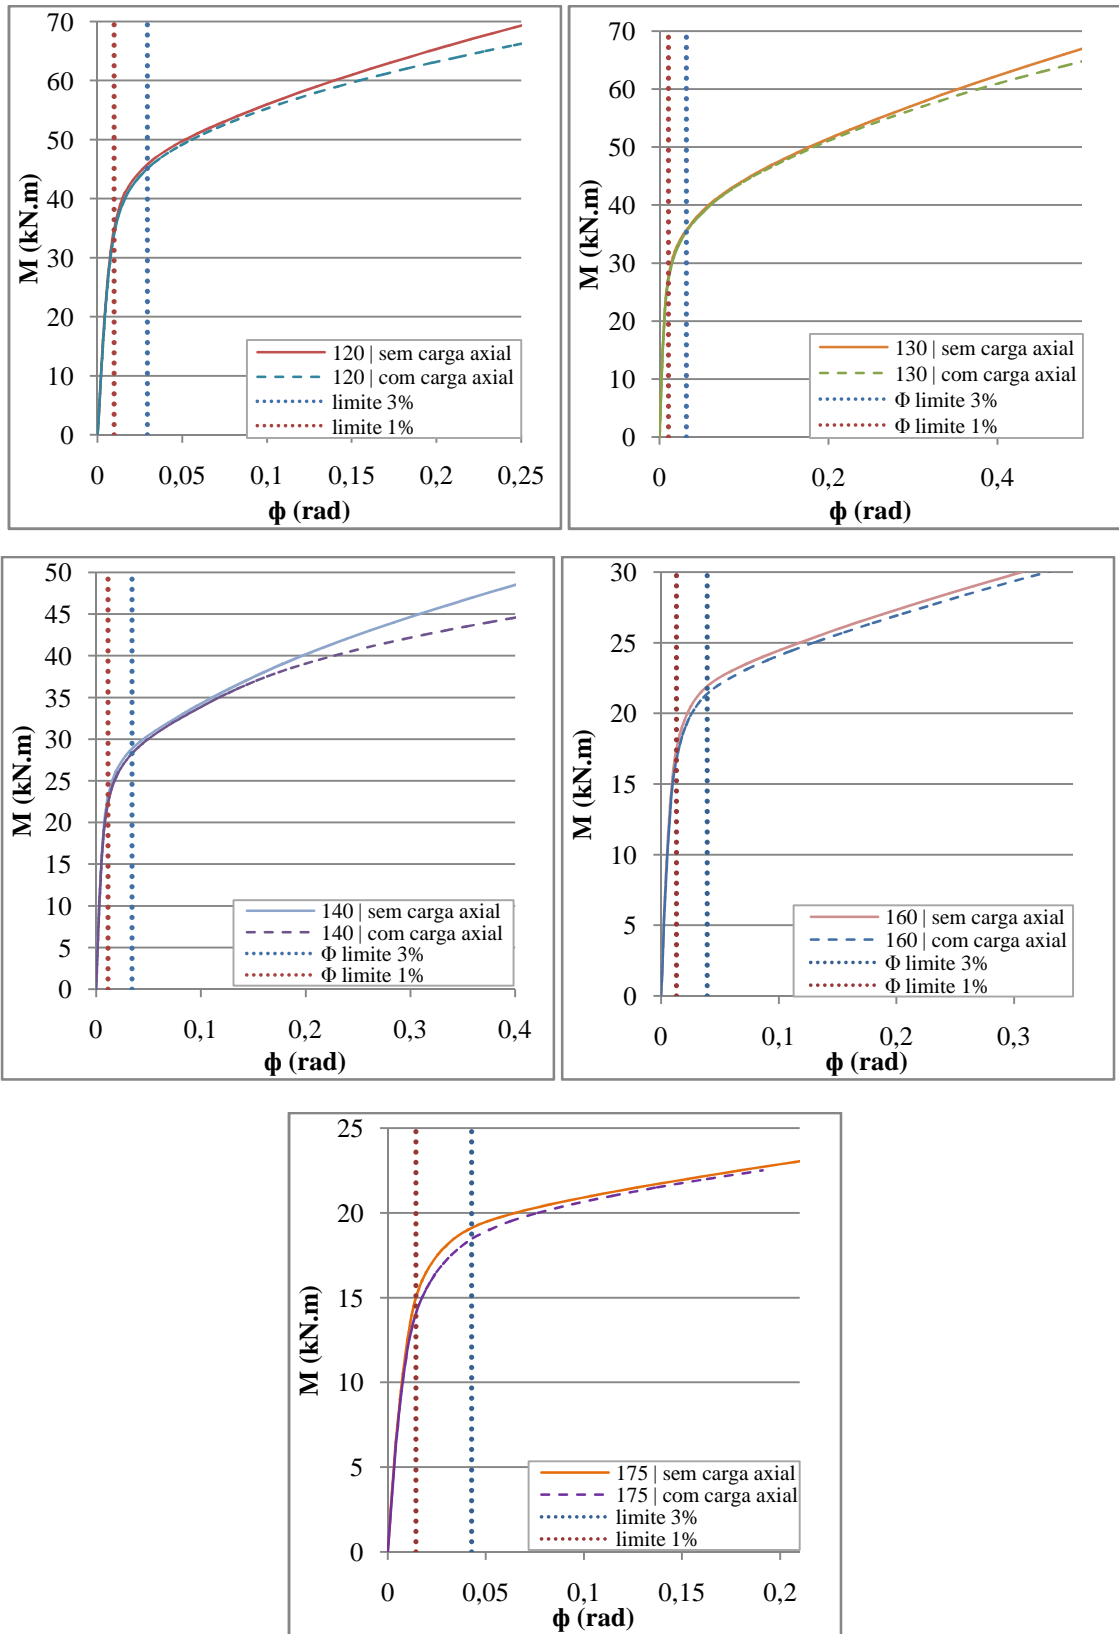 70
60
50
40
30
20
10
0
M (kN.m)
120 | sem carga axial
120 | com carga axial
limite 3%
limite 1%
0 0,05 0,1 0,15 0,2 0,25
ϕ (rad)
70
60
50
40
30
20
10
0
M (kN.m)
130 | sem carga axial
130 | com carga axial
Φ limite 3%
Φ limite 1%
0 0,2 0,4
ϕ (rad)
50
45
40
35
30
25
20
15
10
5
0
M (kN.m)
140 | sem carga axial
140 | com carga axial
Φ limite 3%
Φ limite 1%
0 0,1 0,2 0,3 0,4
ϕ (rad)
30
25
20
15
10
5
0
M (kN.m)
160 | sem carga axial
160 | com carga axial
Φ limite 3%
Φ limite 1%
0 0,1 0,2 0,3
ϕ (rad)
25
20
15
10
5
0
M (kN.m)
175 | sem carga axial
175 | com carga axial
limite 3%
limite 1%
0 0,05 0,1 0,15 0,2
ϕ (rad)